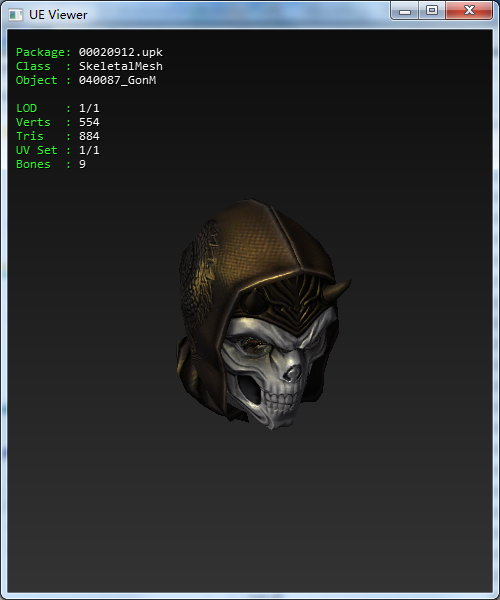 UE Viewer
Package: 00020912.upk
Class  : SkeletalMesh
Object : 040087_GonM
LOD    : 1/1
Verts  : 554
Tris   : 884
UV Set : 1/1
Bones  : 9